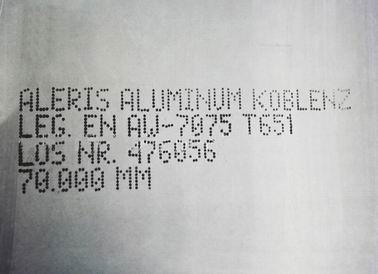 ALERIS ALUMINUM KOBLENZ
LEG. EN AW-7075 T651
LOS NR. 476056
70.000 MM